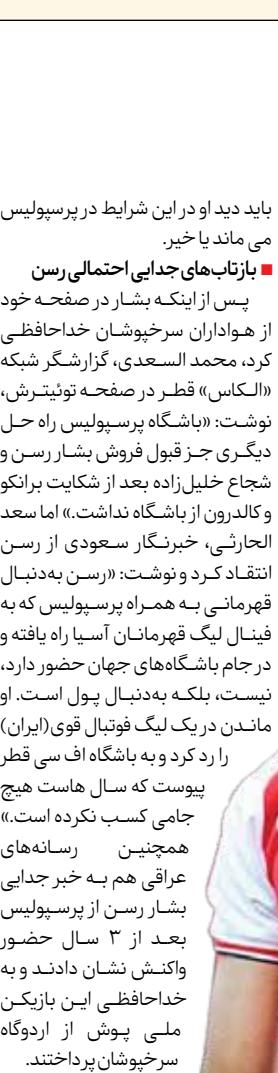 باید دید او در این شرایط در پرسپولیس
می ماند یا خیر.
■ بازتاب‌های جدایی احتمالی رسن
پس از اینکه بشار در صفحه خود
از هواداران سرخپوشان خداحافظی
کرد، محمد السعدی، گزارشگر شبکه
«الکاس» قطر در صفحه توئیترش،
نوشت: «باشگاه پرسپولیس راه حل
دیگری جز قبول فروش بشار رسن و
شجاع خلیل‌زاده بعد از شکایت برانکو
و کالدرون از باشگاه نداشت.» اما سعد
الحارثی، خبرنگار سعودی از رسن
انتقاد کرد و نوشت: «رسن به‌دنبال
قهرمانی به همراه پرسپولیس که به
فینال لیگ قهرمانان آسیا راه یافته و
در جام باشگاه‌های جهان حضور دارد،
نیست، بلکه به‌دنبال پول است. او
ماندن در یک لیگ فوتبال قوی (ایران)
را رد کرد و به باشگاه اف سی قطر
پیوست که سال هاست هیچ
جامی کسب نکرده است.»
همچنین رسانه‌های
عراقی هم به خبر جدایی
بشار رسن از پرسپولیس
بعد از ۳ سال حضور
واکنش نشان دادند و به
خداحافظی این بازیکن
ملی پوش از اردوگاه
سرخپوشان پرداختند.